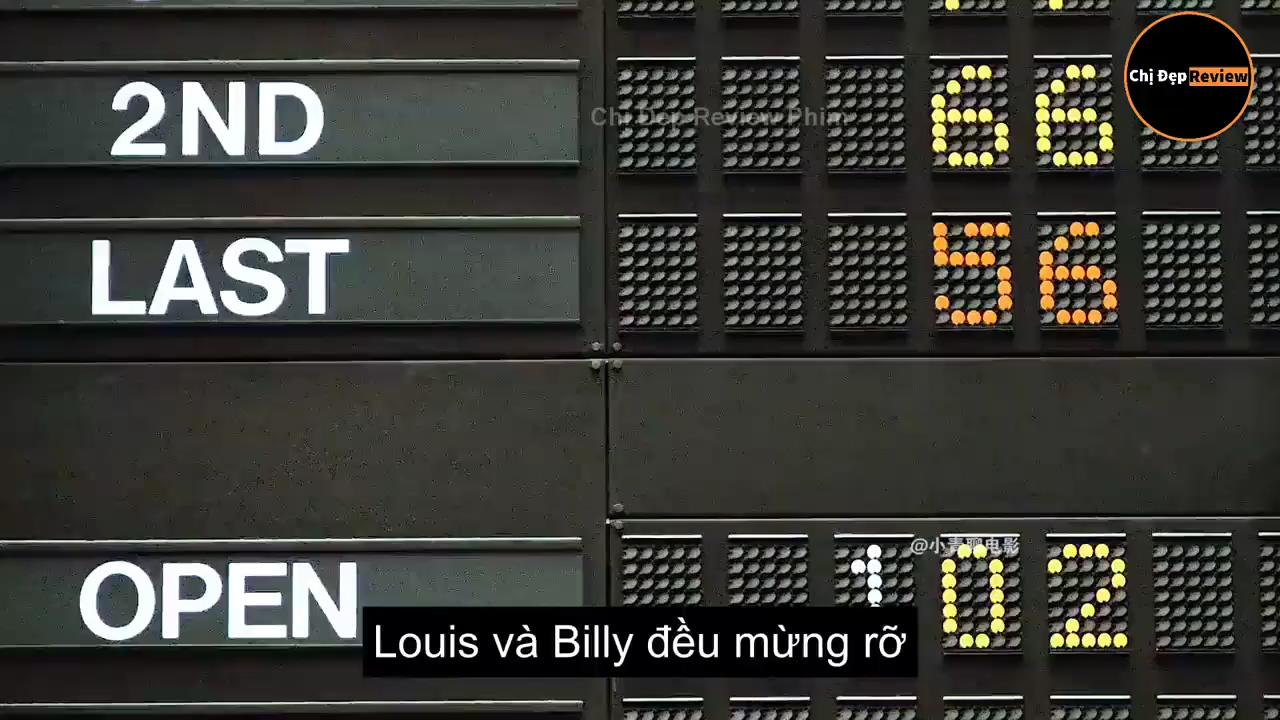 2ND 66
Chị Đẹp Review
Chị Đẹp Review Phim
LAST 56
@小青聊电影
OPEN 102
Louis và Billy đều mừng rỡ